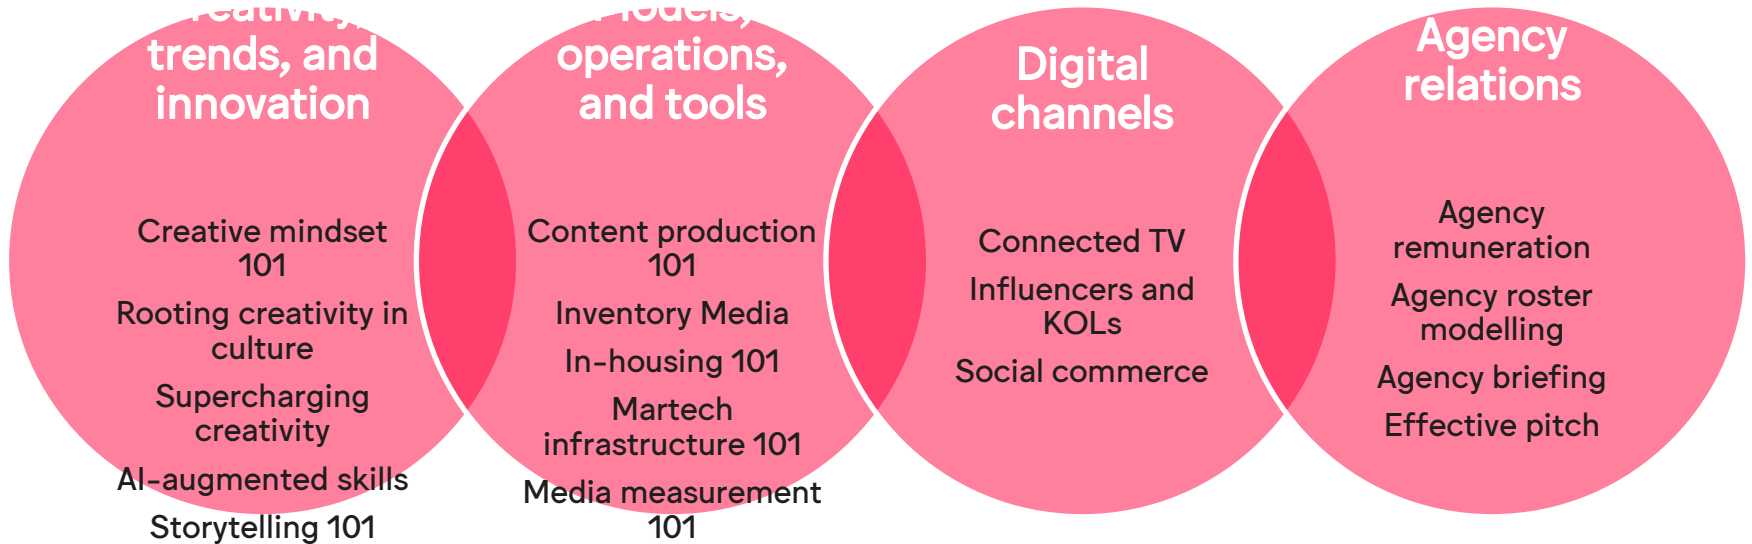 Creativity,
trends, and
innovation
Creative mindset
101
Rooting creativity in
culture
Supercharging
creativity
AI-augmented skills
Storytelling 101
Models,
operations,
and tools
Content production
101
Inventory Media
In-housing 101
Martech
infrastructure 101
Media measurement
101
Digital
channels
Connected TV
Influencers and
KOLs
Social commerce
Agency
relations
Agency
remuneration
Agency roster
modelling
Agency briefing
Effective pitch